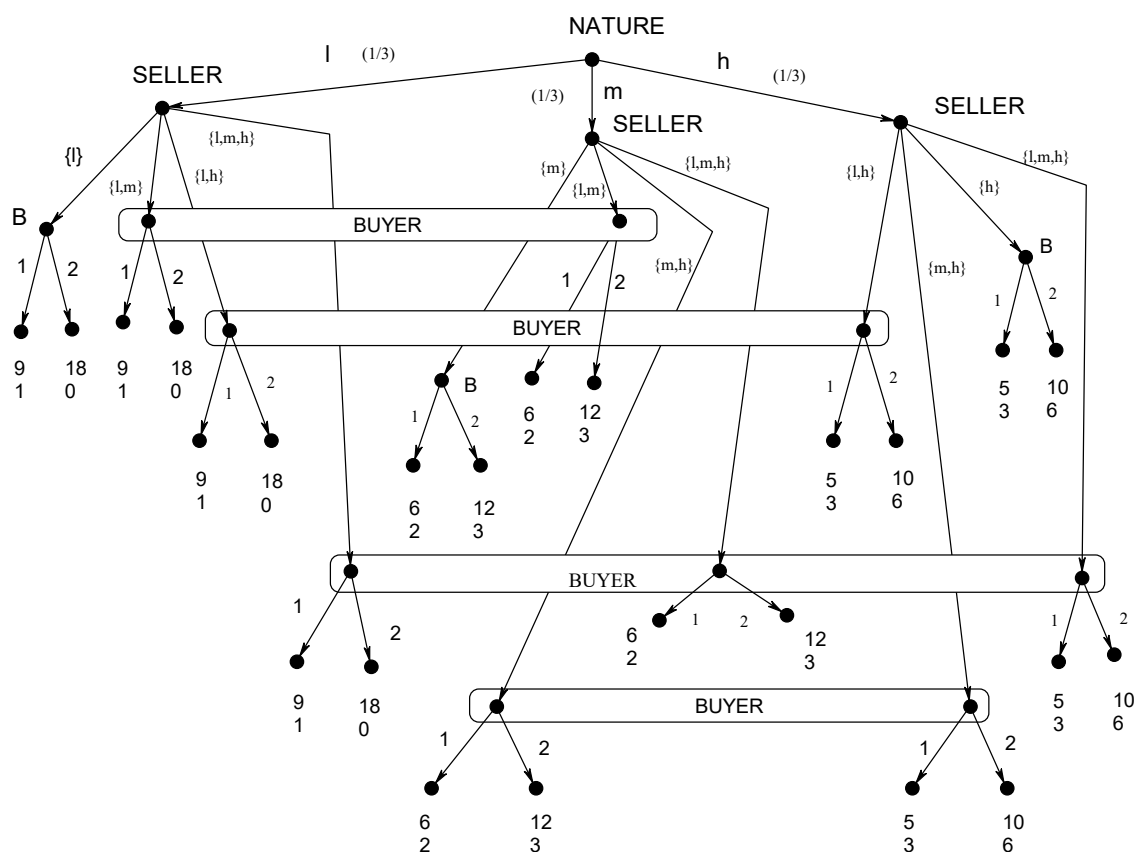 NATURE
l (1/3)
h
(1/3)
SELLER
(1/3) m
SELLER
SELLER
{l,m,h}
{l}
{l,m}
{l,h}
{m}
{l,m}
{l,m,h}
{l,h}
{h}
{l,m,h}
B
BUYER
{m,h}
{m,h}
B
1 2
1 2
1 2
1 2
BUYER
9 18 9 18
1 0 1 0
1 2
B
1 2
6 12
2 3
1 2
5 10
3 6
9 18
1 0
6 12
2 3
5 10
3 6
BUYER
1 2
1 2
1 2
6 12
2 3
9 18
1 0
5 10
3 6
BUYER
1 2
1 2
6 12
2 3
5 10
3 6